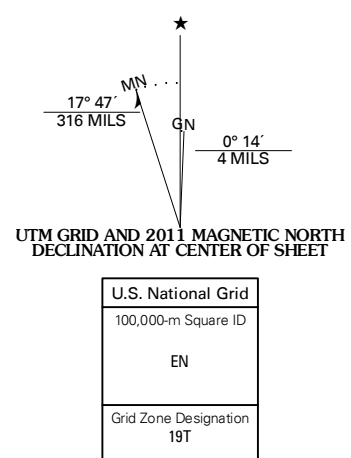 ★
MN
17° 47´
316 MILS
GN
0° 14´
4 MILS
UTM GRID AND 2011 MAGNETIC NORTH
DECLINATION AT CENTER OF SHEET
U.S. National Grid
100,000-m Square ID
EN
Grid Zone Designation
19T